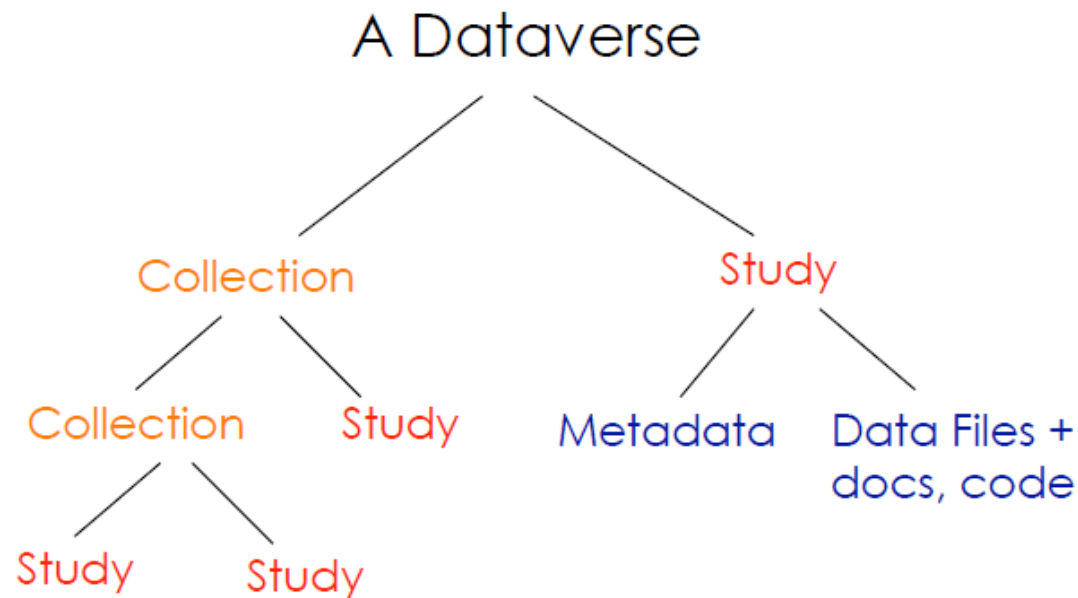 A Dataverse
Collection
Study
Collection
Study
Metadata
Data Files +
docs, code
Study
Study